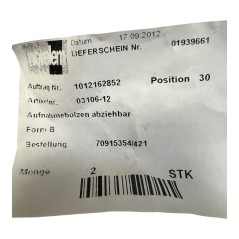 Datum 17.09.2012
LIEFERSCHEIN Nr. 01939661
Auftrag Nr. 1012162852 Position 30
Artikelnr. 03106-12
Aufnahmebolzen abziehbar
Form B
Bestellung 70915354/421
Menge 2 STK